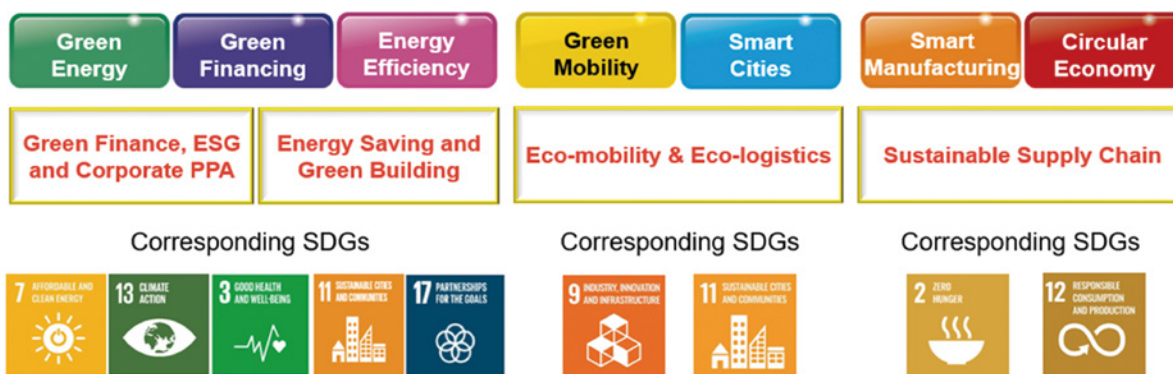 Green
Energy
Green
Financing
Energy
Efficiency
Green
Mobility
Smart
Cities
Smart
Manufacturing
Circular
Economy
Green Finance, ESG
and Corporate PPA
Energy Saving and
Green Building
Eco-mobility & Eco-logistics
Sustainable Supply Chain
Corresponding SDGs
Corresponding SDGs
Corresponding SDGs
7 AFFORDABLE AND
CLEAN ENERGY
13 CLIMATE
ACTION
3 GOOD HEALTH
AND WELL-BEING
11 SUSTAINABLE CITIES
AND COMMUNITIES
17 PARTNERSHIPS
FOR THE GOALS
9 INDUSTRY, INNOVATION
AND INFRASTRUCTURE
11 SUSTAINABLE CITIES
AND COMMUNITIES
2 ZERO
HUNGER
12 RESPONSIBLE
CONSUMPTION
AND PRODUCTION